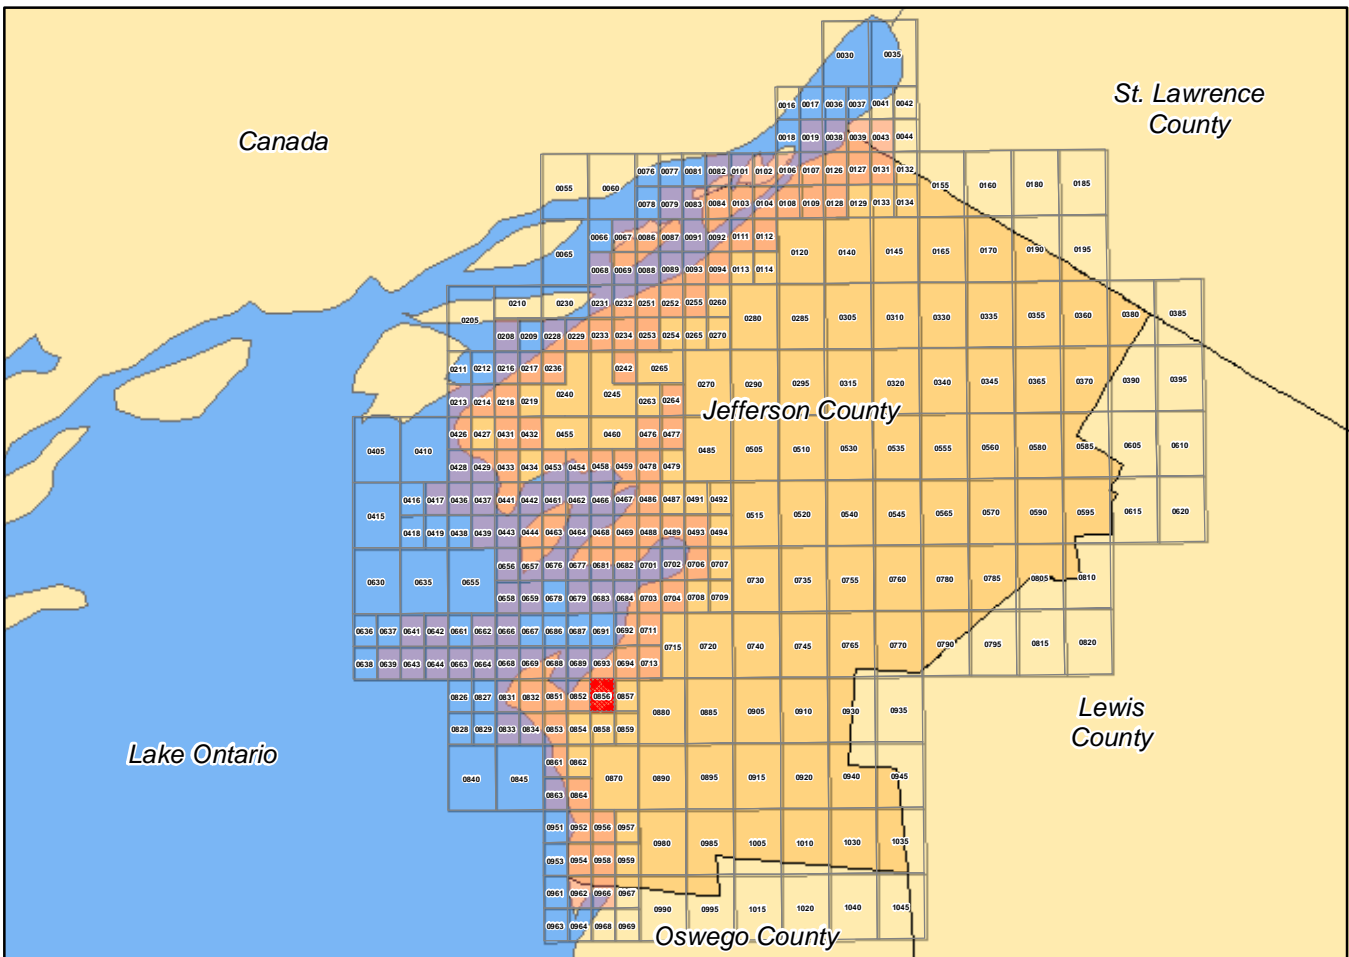 0030 0035
St. Lawrence
County
0016 0017 0036 0037 0041 0042
Canada
0018 0019 0038 0039 0043 0044
0076 0077 0081 0082 0101 0102 0106 0107 0126 0127 0131 0132
0055 0060 0155 0160 0180 0185
0078 0079 0083 0084 0103 0104 0108 0109 0128 0129 0133 0134
0066 0067 0086 0087 0091 0092 0111 0112
0065 0120 0140 0145 0165 0170 0190 0195
0068 0069 0088 0089 0093 0094 0113 0114
0210 0230 0231 0232 0251 0252 0255 0260
0205 0280 0285 0305 0310 0330 0335 0355 0360 0380 0385
0208 0209 0228 0229 0233 0234 0253 0254 0265 0270
0211 0212 0216 0217 0236 0242 0265
0270 0290 0295 0315 0320 0340 0345 0365 0370 0390 0395
0213 0214 0218 0219 0240 0245 0263 0264
Jefferson County
0426 0427 0431 0432 0455 0460 0476 0477
0405 0410 0485 0505 0510 0530 0535 0555 0560 0580 0585 0605 0610
0428 0429 0433 0434 0453 0454 0458 0459 0478 0479
0416 0417 0436 0437 0441 0442 0461 0462 0466 0467 0486 0487 0491 0492
0415 0515 0520 0540 0545 0565 0570 0590 0595 0615 0620
0418 0419 0438 0439 0443 0444 0463 0464 0468 0469 0488 0489 0493 0494
0656 0657 0676 0677 0681 0682 0701 0702 0706 0707
0630 0635 0655 0730 0735 0755 0760 0780 0785 0805 0810
0658 0659 0678 0679 0683 0684 0703 0704 0708 0709
0636 0637 0641 0642 0661 0662 0666 0667 0686 0687 0691 0692 0711
0715 0720 0740 0745 0765 0770 0790 0795 0815 0820
0638 0639 0643 0644 0663 0664 0668 0669 0688 0689 0693 0694 0713
0826 0827 0831 0832 0851 0852 0856 0857
0880 0885 0905 0910 0930 0935
Lewis
County
0828 0829 0833 0834 0853 0854 0858 0859
Lake Ontario
0861 0862
0840 0845 0870 0890 0895 0915 0920 0940 0945
0863 0864
0951 0952 0956 0957
0980 0985 1005 1010 1030 1035
0953 0954 0958 0959
0961 0962 0966 0967
0990 0995 1015 1020 1040 1045
0963 0964 0968 0969
Oswego County